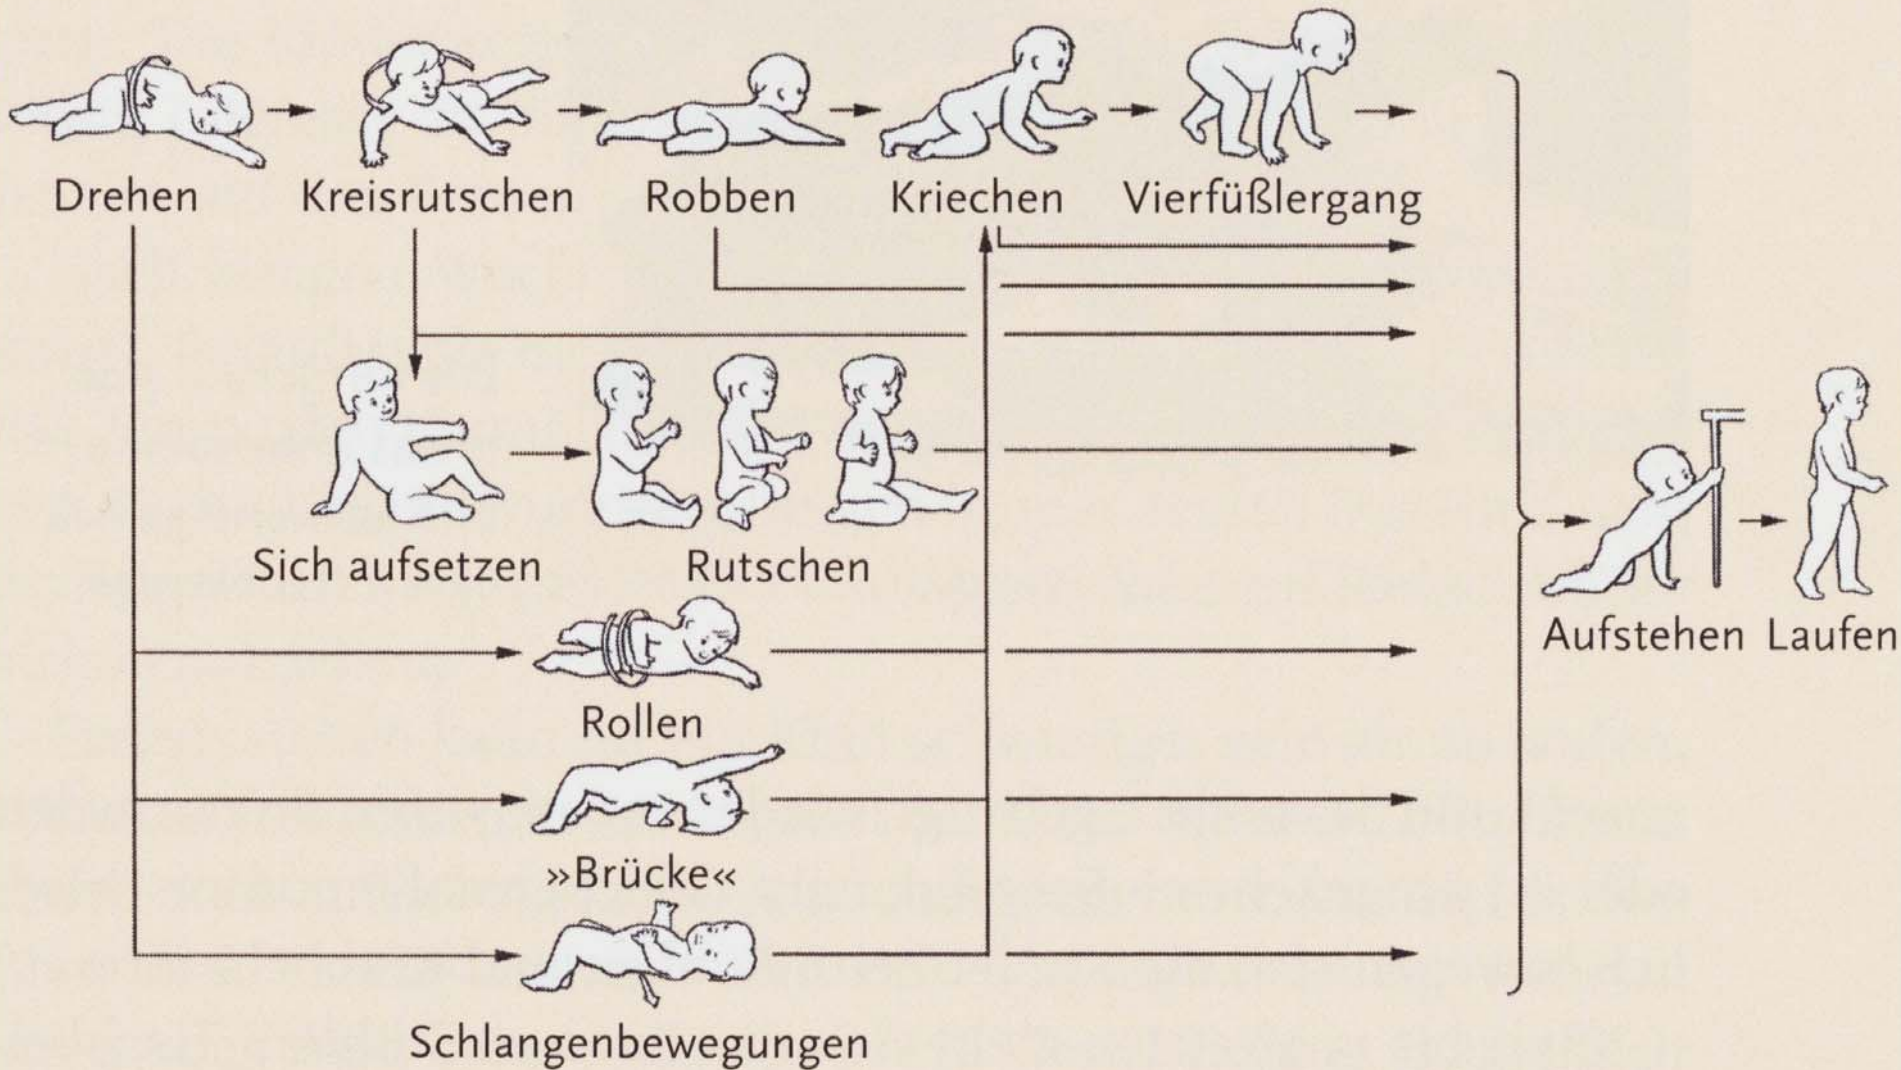 Drehen Kreisrutschen Robben Kriechen Vierfüßlergang
Sich aufsetzen Rutschen
Aufstehen Laufen
Rollen
»Brücke«
Schlangenbewegungen